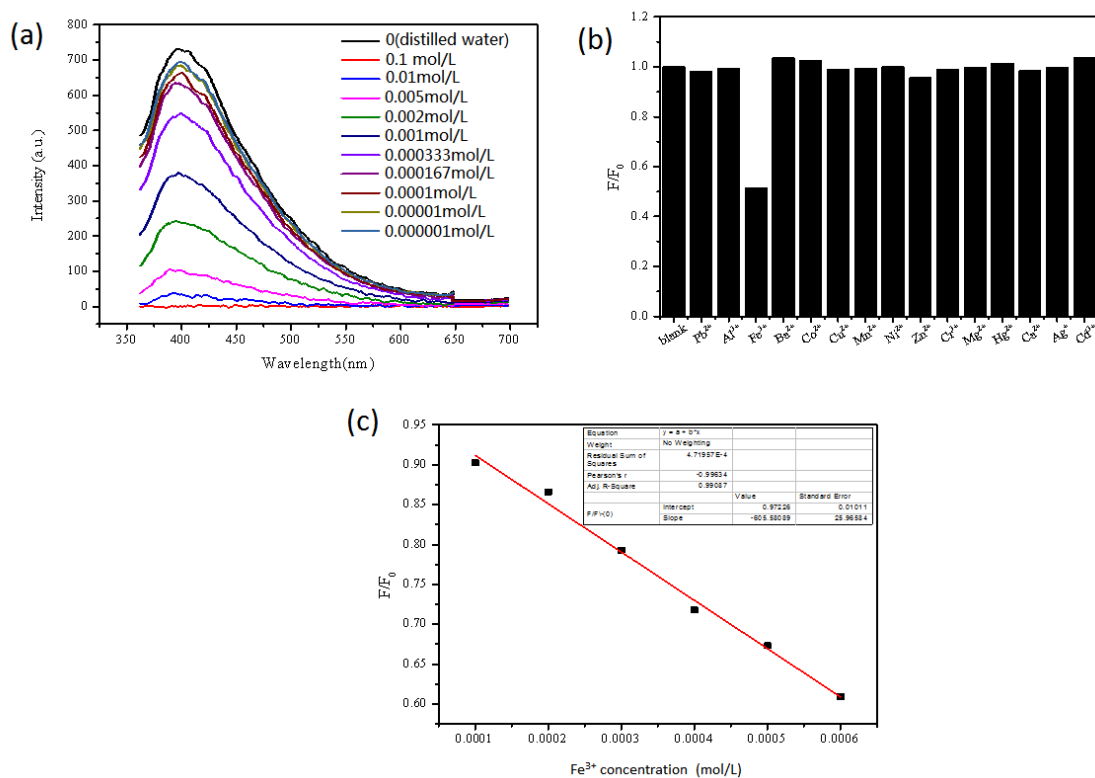 (a)
800
700
600
500
400
300
200
100
0
Intensity (a.u.)
350 400 450 500 550 600 650 700
Wavelength(nm)
0(distilled water)
0.1 mol/L
0.01mol/L
0.005mol/L
0.002mol/L
0.001mol/L
0.000333mol/L
0.000167mol/L
0.0001mol/L
0.00001mol/L
0.000001mol/L
(b)
1.2
1.0
0.8
0.6
0.4
0.2
0.0
F/F₀
blank Pb²⁺ Al³⁺ Fe³⁺ Ba²⁺ Co²⁺ Mn²⁺ Ni²⁺ Zn²⁺ Mg²⁺ Hg²⁺ Ca²⁺ Ag⁺
(c)
0.95
0.90
0.85
0.80
0.75
0.70
0.65
0.60
F/F₀
0.0001 0.0002 0.0003 0.0004 0.0005 0.0006
Fe³⁺ concentration (mol/L)
Equation y = a + b*x
Weight No Weighting
Residual Sum of Squares 4.71957E-4
Pearson's r -0.99634
Adj. R-Square 0.99087
Value Standard Error
Intercept 0.97226 0.01011
Slope -605.58089 25.96584